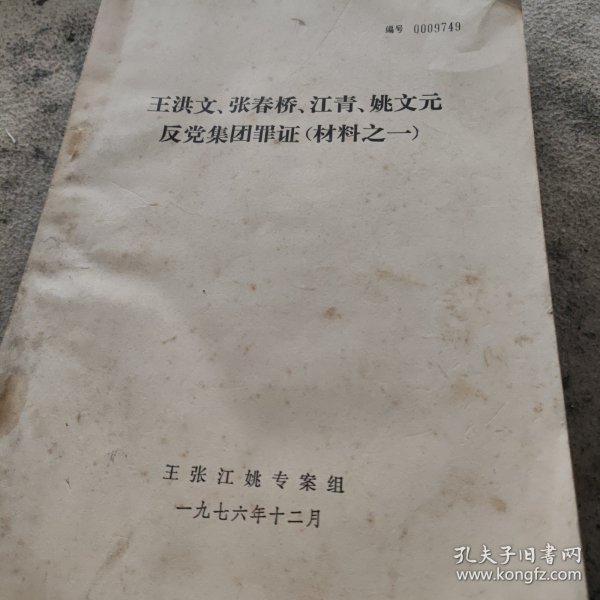 编号 0009749
王洪文、张春桥、江青、姚文元
反党集团罪证(材料之一)
王张江姚专案组
一九七六年十二月
孔夫子旧书网
www.kongfz.com